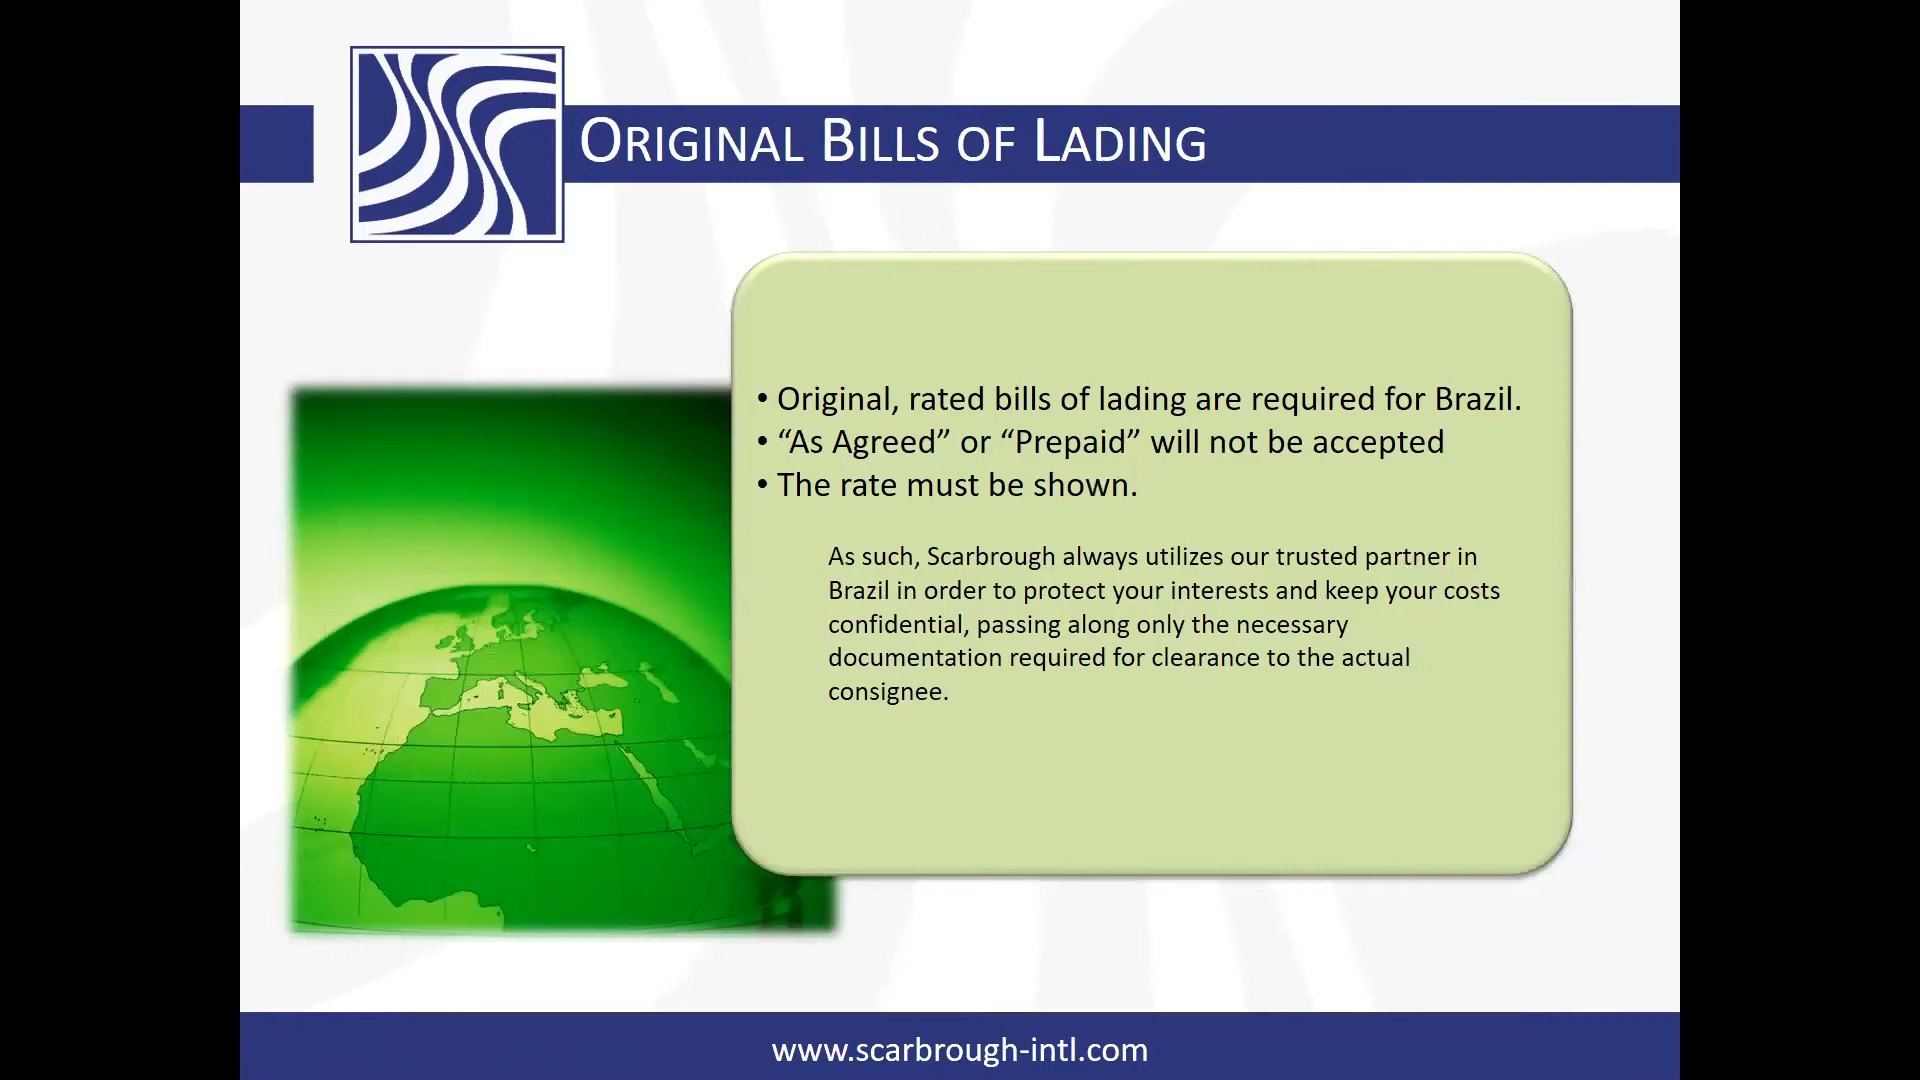 ORIGINAL BILLS OF LADING
• Original, rated bills of lading are required for Brazil.
• “As Agreed” or “Prepaid” will not be accepted
• The rate must be shown.
As such, Scarbrough always utilizes our trusted partner in
Brazil in order to protect your interests and keep your costs
confidential, passing along only the necessary
documentation required for clearance to the actual
consignee.
www.scarbrough-intl.com